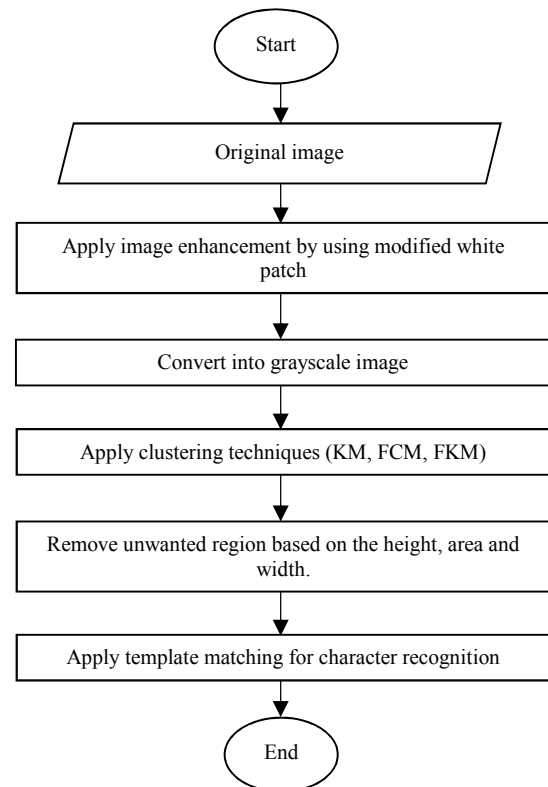 Start
Original image
Apply image enhancement by using modified white
patch
Convert into grayscale image
Apply clustering techniques (KM, FCM, FKM)
Remove unwanted region based on the height, area and
width.
Apply template matching for character recognition
End